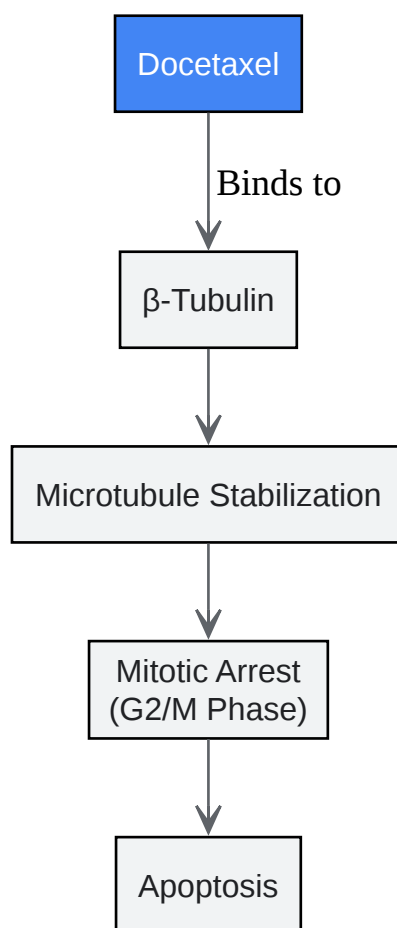 Docetaxel
Binds to
β-Tubulin
Microtubule Stabilization
Mitotic Arrest
(G2/M Phase)
Apoptosis